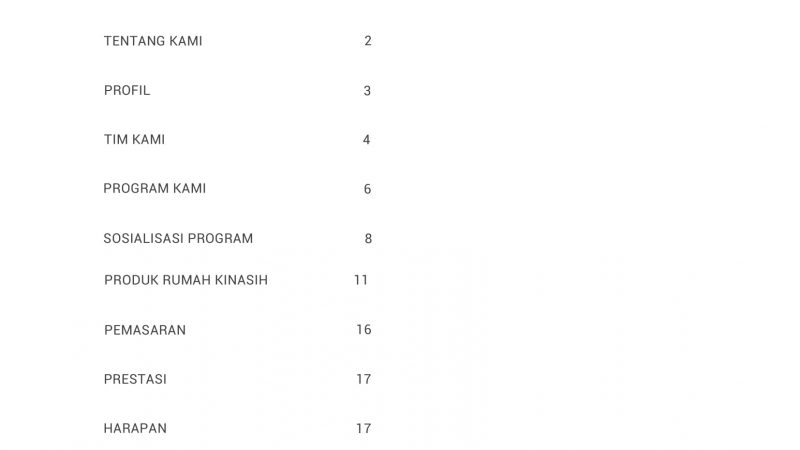 TENTANG KAMI 2
PROFIL 3
TIM KAMI 4
PROGRAM KAMI 6
SOSIALISASI PROGRAM 8
PRODUK RUMAH KINASIH 11
PEMASARAN 16
PRESTASI 17
HARAPAN 17